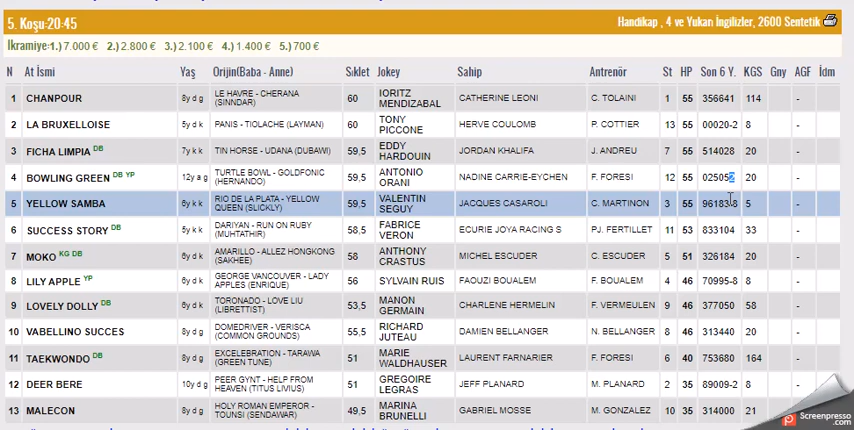 5. Koşu:20:45 Handikap , 4 ve Yukarı İngilizler, 2600 Sentetik
İkramiye:1.) 7.000 € 2.) 2.800 € 3.) 2.100 € 4.) 1.400 € 5.) 700 €
N At İsmi Yaş Orijin(Baba - Anne) Sıklet Jokey Sahip Antrenör St HP Son 6 Y. KGS Gny AGF İdm
1 CHANPOUR 8y d g LE HAVRE - CHERANA (SINNDAR) 60 IORITZ MENDIZABAL CATHERINE LEONI C. TOLAINI 1 55 356641 114 -
2 LA BRUXELLOISE 5y d k PANIS - TIOLACHE (LAYMAN) 60 TONY PICCONE HERVE COULOMB P. COTTIER 13 55 00020-2 8 -
3 FICHA LIMPIA DB 7y k k TIN HORSE - UDANA (DUBAWI) 59,5 EDDY HARDOUIN JORDAN KHALIFA J. ANDREU 7 55 514028 20 -
4 BOWLING GREEN DB YP 12y a g TURTLE BOWL - GOLDFONIC (HERNANDO) 59,5 ANTONIO ORANI NADINE CARRIE-EYCHEN F. FORESI 12 55 025052 20 -
5 YELLOW SAMBA 6y k k RIO DE LA PLATA - YELLOW QUEEN (SLICKLY) 59,5 VALENTIN SEGUY JACQUES CASAROLI C. MARTINON 3 55 96183-8 5 -
6 SUCCESS STORY DB 5y d k DARIYAN - RUN ON RUBY (MUHTATHIR) 58,5 FABRICE VERON ECURIE JOYA RACING S PJ. FERTILLET 11 53 833104 33 -
7 MOKO KG DB 5y d g AMARILLO - ALLEZ HONGKONG (SAKHEE) 58 ANTHONY CRASTUS MICHEL ESCUDER C. ESCUDER 5 51 326184 20 -
8 LILY APPLE YP 6y d k GEORGE VANCOUVER - LADY APPLES (ENRIQUE) 56 SYLVAIN RUIS FAOUZI BOUALEM F. BOUALEM 4 46 70995-8 8 -
9 LOVELY DOLLY DB 8y d k TORONADO - LOVE LIU (LIBRETTIST) 53,5 MANON GERMAIN CHARLENE HERMELIN F. VERMEULEN 9 46 377050 58 -
10 VABELLINO SUCCES 8y d g DOMEDRIVER - VERISCA (COMMON GROUNDS) 55,5 RICHARD JUTEAU DAMIEN BELLANGER N. BELLANGER 8 46 313440 20 -
11 TAEKWONDO DB 8y d g EXCELEBRATION - TARAWA (GREEN TUNE) 51 MARIE WALDHAUSER LAURENT FARNARIER F. FORESI 6 40 753680 164 -
12 DEER BERE 10y d g PEER GYNT - HELP FROM HEAVEN (TITUS LIVIUS) 51 GREGOIRE LEGRAS JEFF PLANARD M. PLANARD 2 35 89009-2 8 -
13 MALECON 8y d g HOLY ROMAN EMPEROR - TOUNSI (SENDAWAR) 49,5 MARINA BRUNELLI GABRIEL MOSSE M. GONZALEZ 10 35 314000 21 -
Screenpresso
.com